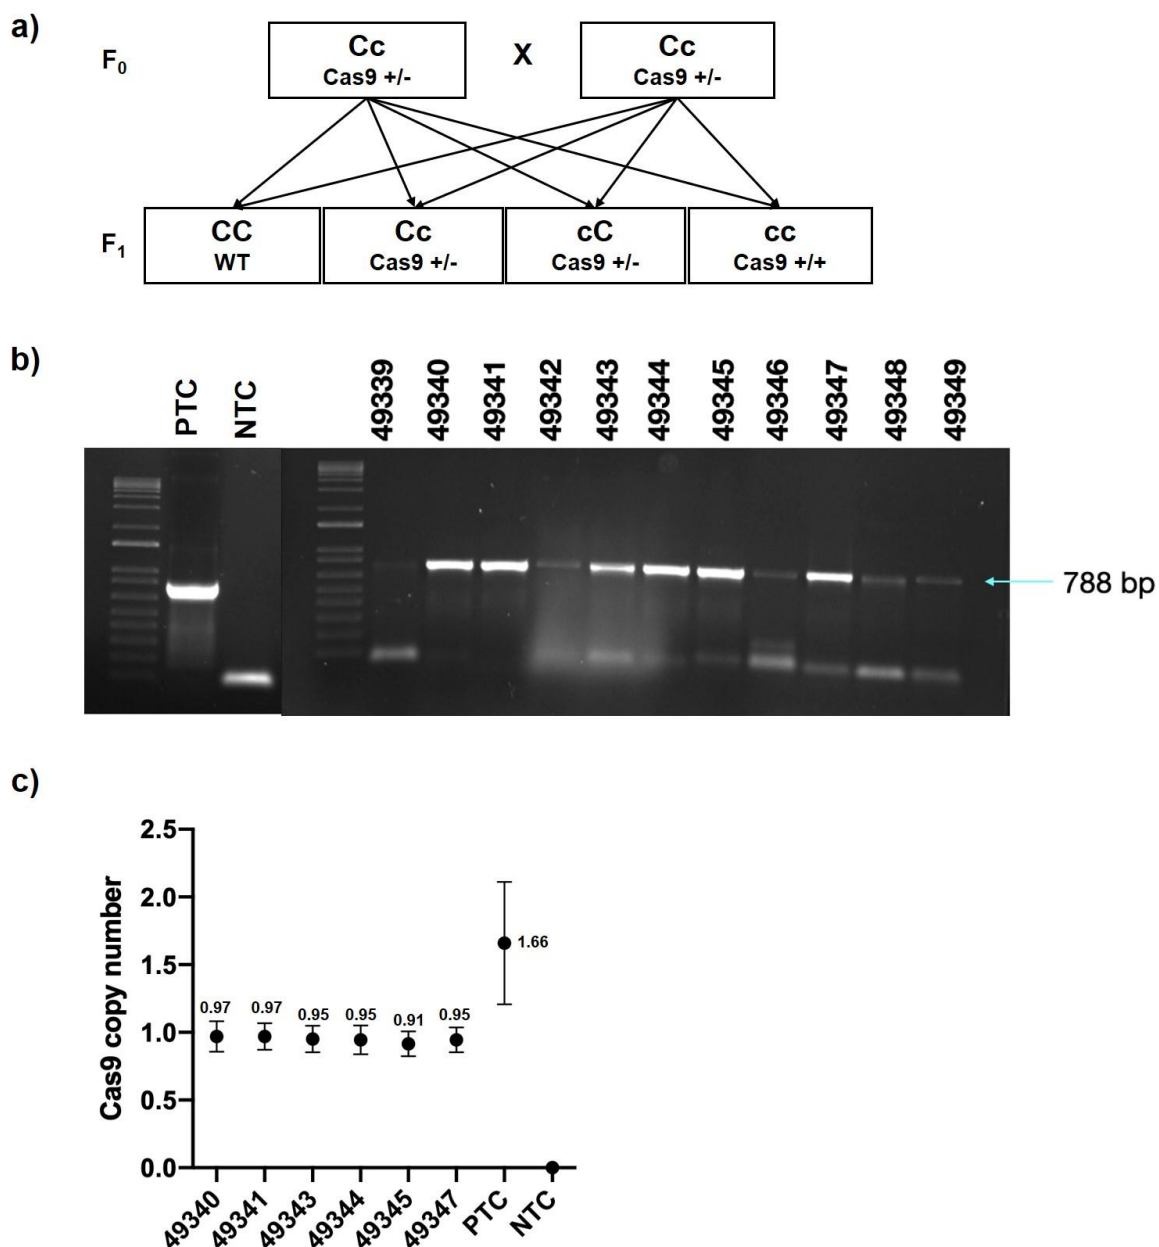 a)
F₀
Cc
Cas9 +/-
X
Cc
Cas9 +/-
F₁
CC
WT
Cc
Cas9 +/-
cC
Cas9 +/-
cc
Cas9 +/+
b)
PTC
NTC
49339
49340
49341
49342
49343
49344
49345
49346
49347
49348
49349
788 bp
c)
Cas9 copy number
2.5
2.0
1.5
1.0
0.5
0.0
0.97
0.97
0.95
0.95
0.91
0.95
1.66
49340
49341
49343
49344
49345
49347
PTC
NTC